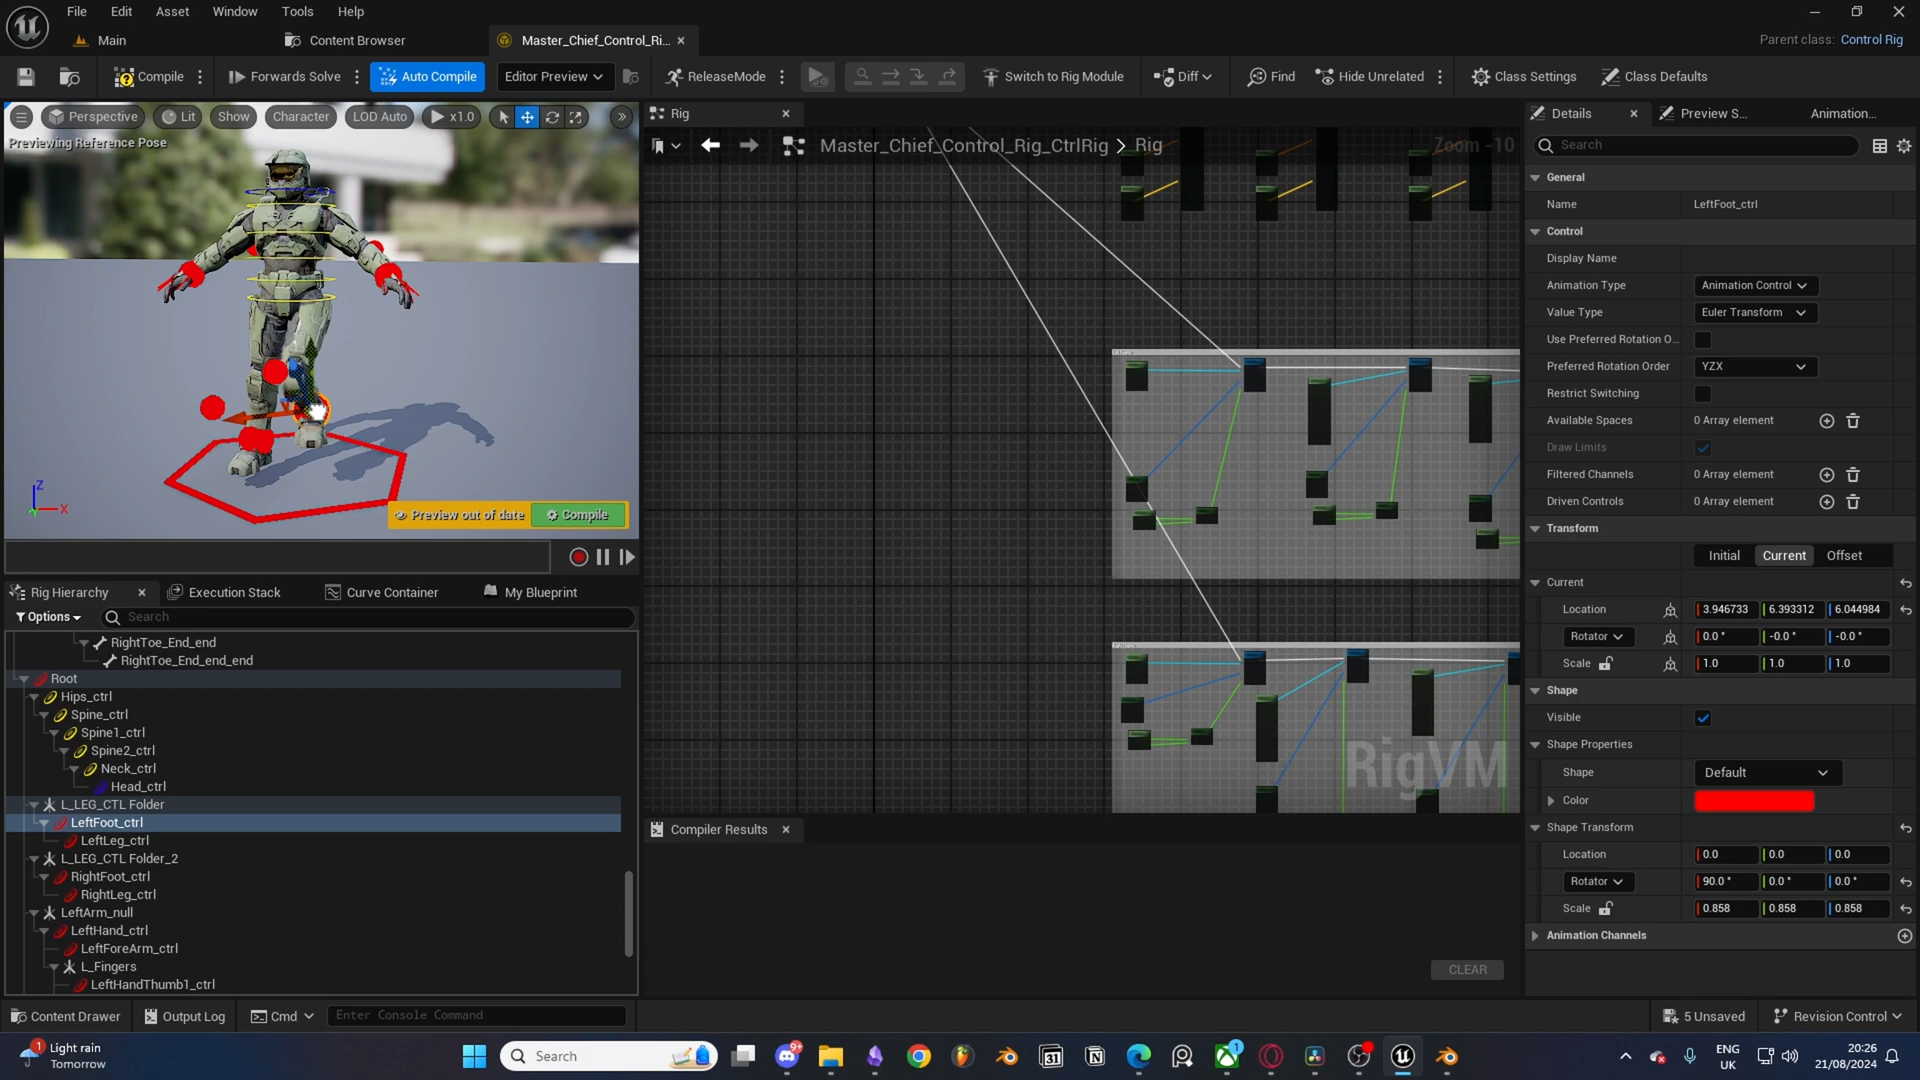 File Edit Asset Window Tools Help
Main Content Browser Master_Chief_Control_Ri...
Parent class: Control Rig
Compile Forwards Solve Auto Compile Editor Preview ReleaseMode Switch to Rig Module Diff Find Hide Unrelated Class Settings Class Defaults
Perspective Lit Show Character LOD Auto x1.0
Previewing Reference Pose
Z
X
Preview out of date Compile
Rig Hierarchy Execution Stack Curve Container My Blueprint
Options Search
RightToe_End_end
RightToe_End_end_end
Root
Hips_ctrl
Spine_ctrl
Spine1_ctrl
Spine2_ctrl
Neck_ctrl
Head_ctrl
L_LEG_CTL Folder
LeftFoot_ctrl
LeftLeg_ctrl
L_LEG_CTL Folder_2
RightFoot_ctrl
RightLeg_ctrl
LeftArm_null
LeftHand_ctrl
LeftForeArm_ctrl
L_Fingers
LeftHandThumb1_ctrl
Rig
Master_Chief_Control_Rig_CtrlRig > Rig
Zoom -10
RigVM
Compiler Results
CLEAR
Details Preview S... Animation...
Search
General
Name LeftFoot_ctrl
Control
Display Name
Animation Type Animation Control
Value Type Euler Transform
Use Preferred Rotation O...
Preferred Rotation Order YZX
Restrict Switching
Available Spaces 0 Array element
Draw Limits
Filtered Channels 0 Array element
Driven Controls 0 Array element
Transform
Initial Current Offset
Current
Location 3.946733 6.393312 6.044984
Rotator 0.0 ° -0.0 ° -0.0 °
Scale 1.0 1.0 1.0
Shape
Visible
Shape Properties
Shape Default
Color
Shape Transform
Location 0.0 0.0 0.0
Rotator 90.0 ° 0.0 ° 0.0 °
Scale 0.858 0.858 0.858
Animation Channels
Content Drawer Output Log Cmd Enter Console Command 5 Unsaved Revision Control
1 Light rain
Tomorrow
Search
9+
31
1
ENG
UK
20:26
21/08/2024